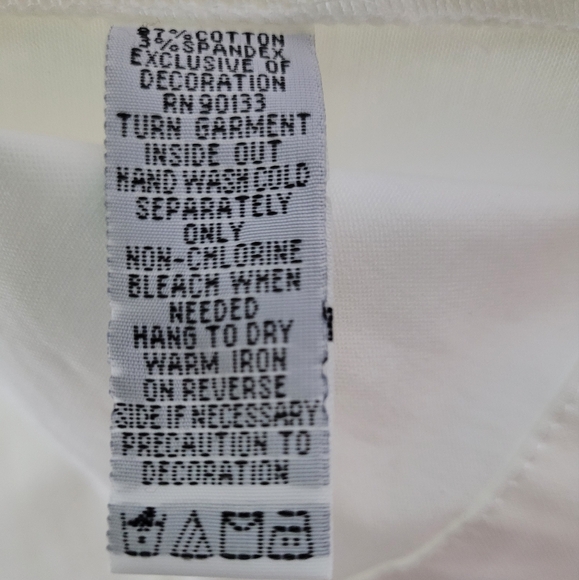 97% COTTON
3% SPANDEX
EXCLUSIVE OF
DECORATION
RN 90133
TURN GARMENT
INSIDE OUT
HAND WASH COLD
SEPARATELY
ONLY
NON-CHLORINE
BLEACH WHEN
NEEDED
HANG TO DRY
WARM IRON
ON REVERSE
SIDE IF NECESSARY
PRECAUTION TO
DECORATION